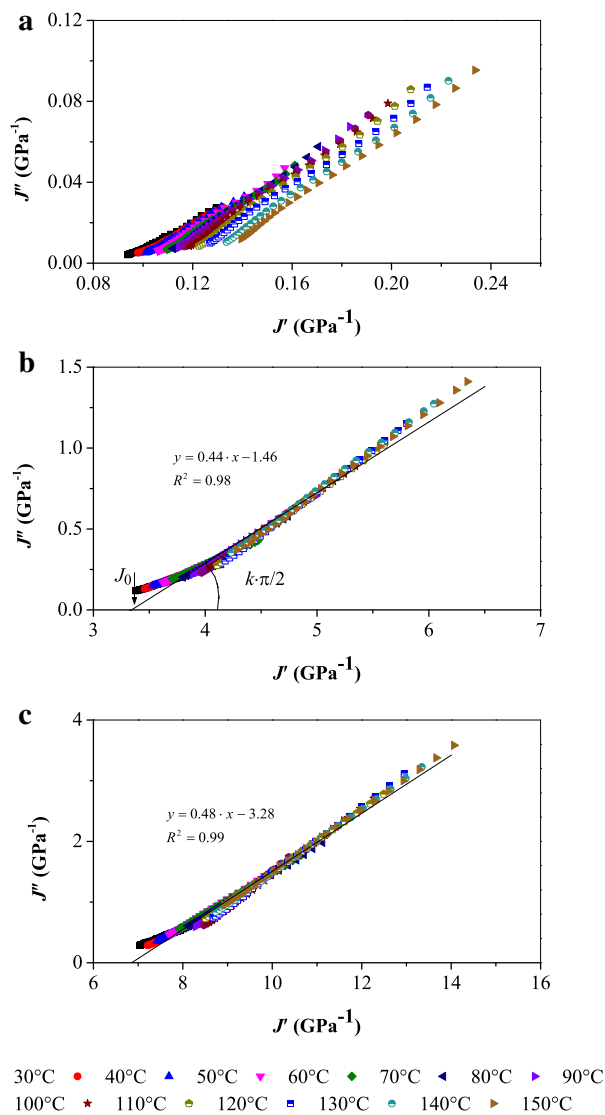 a
0.12
0.08
0.04
0.00
J″ (GPa⁻¹)
0.08 0.12 0.16 0.20 0.24
J′ (GPa⁻¹)
b
1.5
1.0
0.5
0.0
J″ (GPa⁻¹)
y = 0.44 · x − 1.46
R² = 0.98
J₀
k·π/2
3 4 5 6 7
J′ (GPa⁻¹)
c
4
2
0
J″ (GPa⁻¹)
y = 0.48 · x − 3.28
R² = 0.99
6 8 10 12 14 16
J′ (GPa⁻¹)
30°C 40°C 50°C 60°C 70°C 80°C 90°C
100°C 110°C 120°C 130°C 140°C 150°C